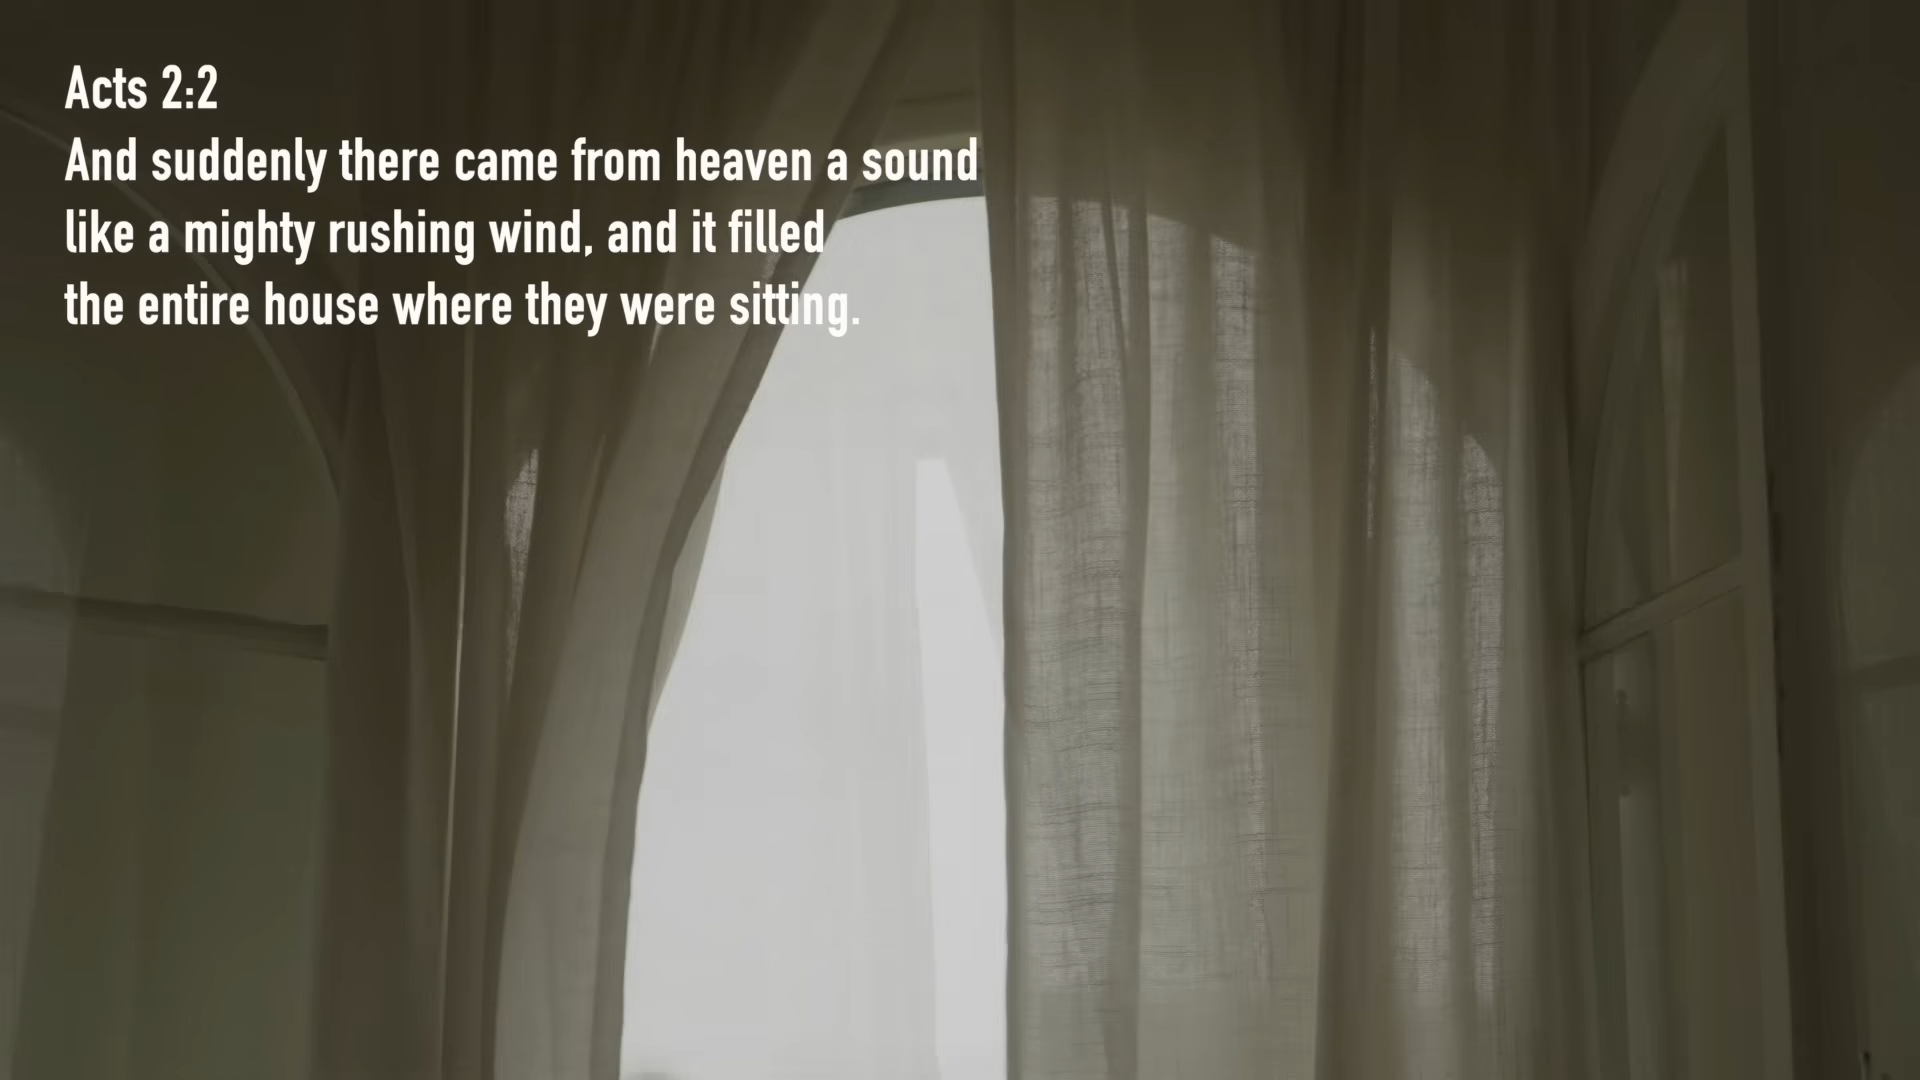 Acts 2:2
And suddenly there came from heaven a sound
like a mighty rushing wind, and it filled
the entire house where they were sitting.